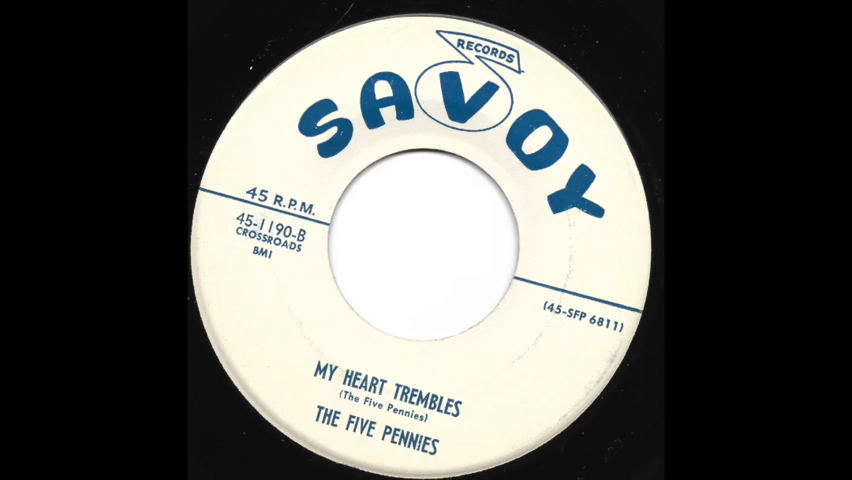 RECORDS
SAVOY
45 R.P.M.
45-1190-B
CROSSROADS
BMI
(45-SFP 6811)
MY HEART TREMBLES
(The Five Pennies)
THE FIVE PENNIES